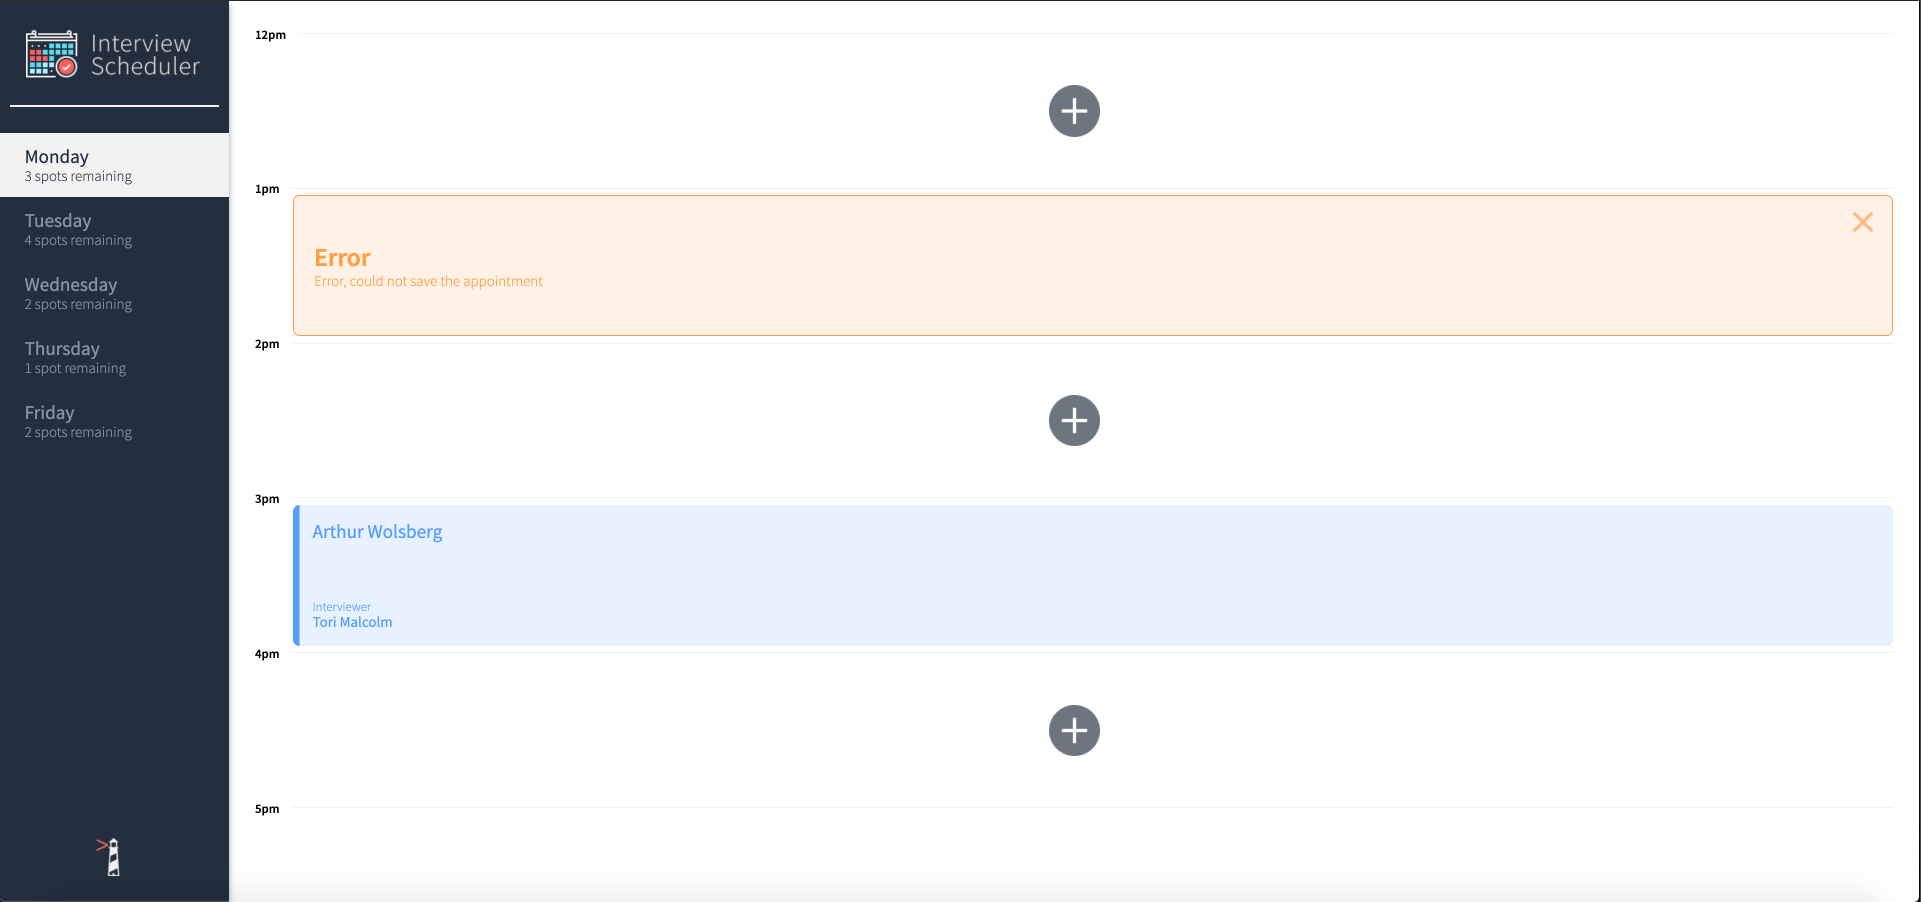 Interview
Scheduler
Monday
3 spots remaining
Tuesday
4 spots remaining
Wednesday
2 spots remaining
Thursday
1 spot remaining
Friday
2 spots remaining
12pm
1pm
Error
Error, could not save the appointment
2pm
3pm
Arthur Wolsberg
Interviewer
Tori Malcolm
4pm
5pm